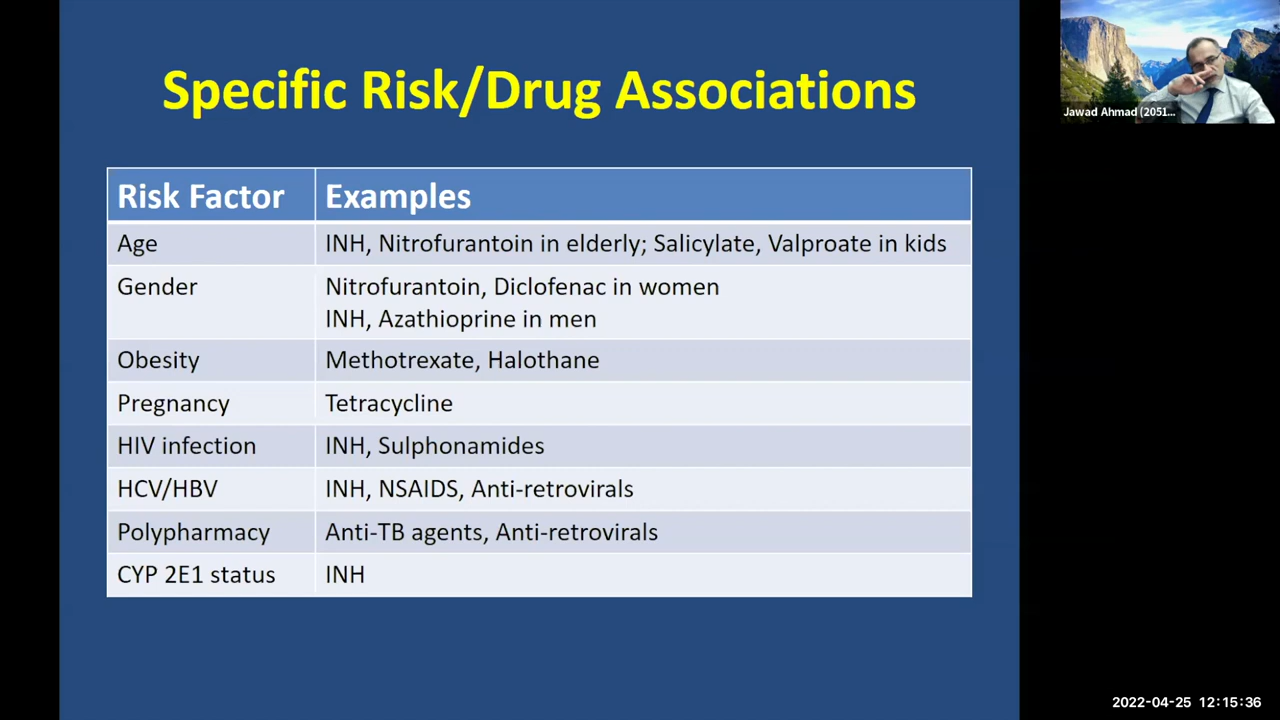 Specific Risk/Drug Associations
Risk Factor Examples
Age INH, Nitrofurantoin in elderly; Salicylate, Valproate in kids
Gender Nitrofurantoin, Diclofenac in women
INH, Azathioprine in men
Obesity Methotrexate, Halothane
Pregnancy Tetracycline
HIV infection INH, Sulphonamides
HCV/HBV INH, NSAIDS, Anti-retrovirals
Polypharmacy Anti-TB agents, Anti-retrovirals
CYP 2E1 status INH
Jawad Ahmad (2051...
2022-04-25 12:15:36